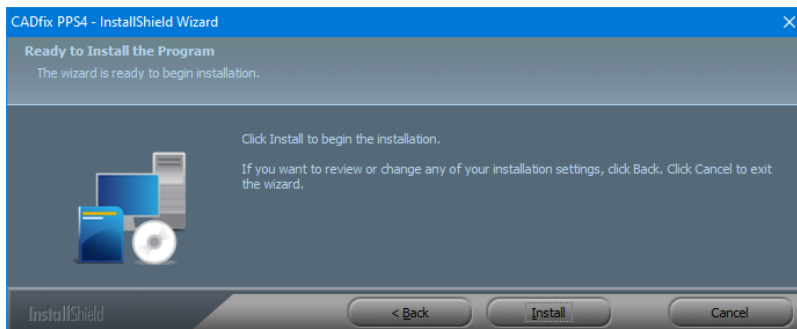 CADfix PPS4 - InstallShield Wizard
Ready to Install the Program
The wizard is ready to begin installation.
Click Install to begin the installation.
If you want to review or change any of your installation settings, click Back. Click Cancel to exit
the wizard.
InstallShield
< Back
Install
Cancel